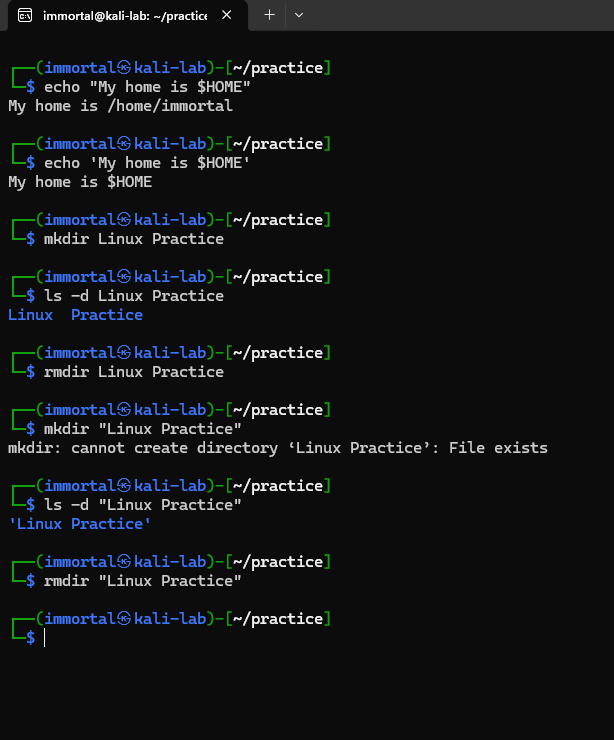 immortal@kali-lab: ~/practice
┌──(immortal㉿kali-lab)-[~/practice]
└─$ echo "My home is $HOME"
My home is /home/immortal
┌──(immortal㉿kali-lab)-[~/practice]
└─$ echo 'My home is $HOME'
My home is $HOME
┌──(immortal㉿kali-lab)-[~/practice]
└─$ mkdir Linux Practice
┌──(immortal㉿kali-lab)-[~/practice]
└─$ ls -d Linux Practice
Linux  Practice
┌──(immortal㉿kali-lab)-[~/practice]
└─$ rmdir Linux Practice
┌──(immortal㉿kali-lab)-[~/practice]
└─$ mkdir "Linux Practice"
mkdir: cannot create directory ‘Linux Practice’: File exists
┌──(immortal㉿kali-lab)-[~/practice]
└─$ ls -d "Linux Practice"
'Linux Practice'
┌──(immortal㉿kali-lab)-[~/practice]
└─$ rmdir "Linux Practice"
┌──(immortal㉿kali-lab)-[~/practice]
└─$